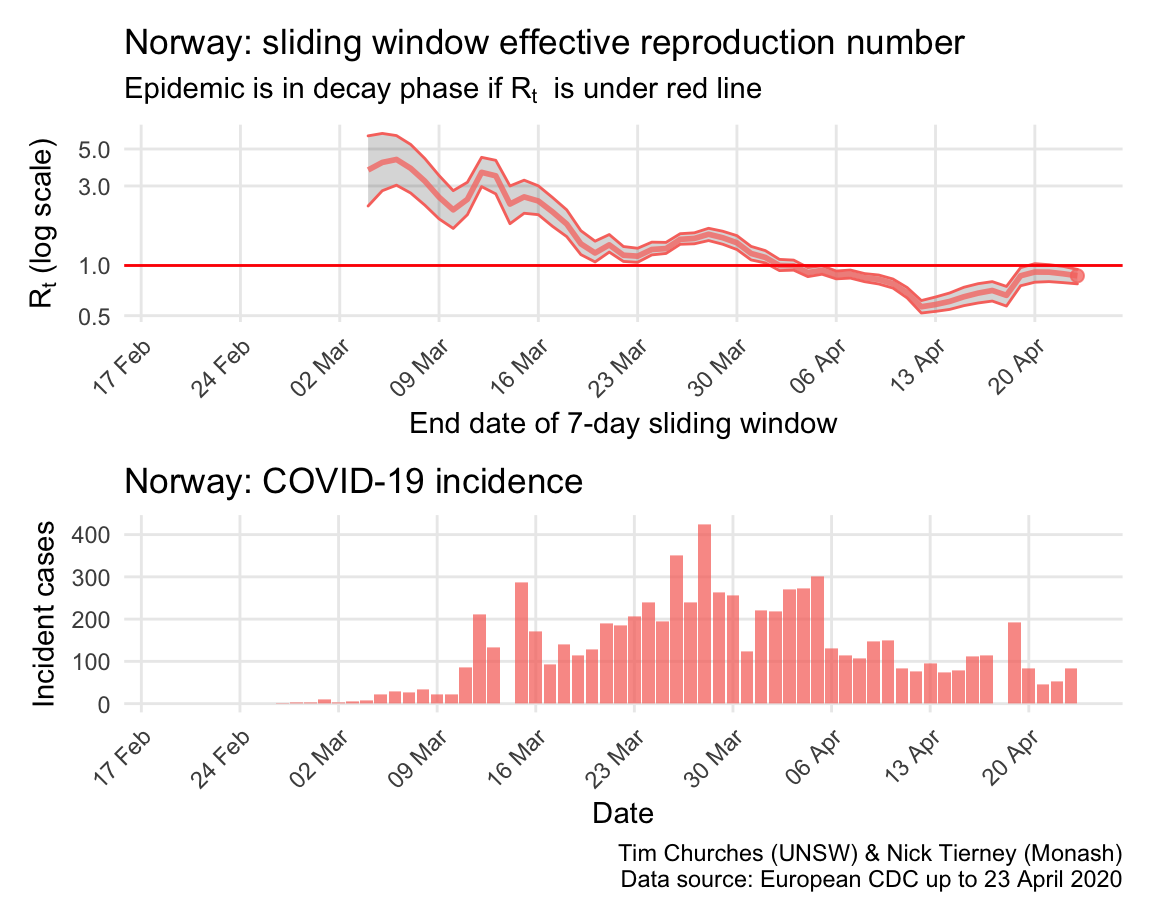 Norway: sliding window effective reproduction number
Epidemic is in decay phase if Rt is under red line
Rt (log scale)
5.0
3.0
1.0
0.5
17 Feb
24 Feb
02 Mar
09 Mar
16 Mar
23 Mar
30 Mar
06 Apr
13 Apr
20 Apr
End date of 7-day sliding window
Norway: COVID-19 incidence
Incident cases
400
300
200
100
0
17 Feb
24 Feb
02 Mar
09 Mar
16 Mar
23 Mar
30 Mar
06 Apr
13 Apr
20 Apr
Date
Tim Churches (UNSW) & Nick Tierney (Monash)
Data source: European CDC up to 23 April 2020